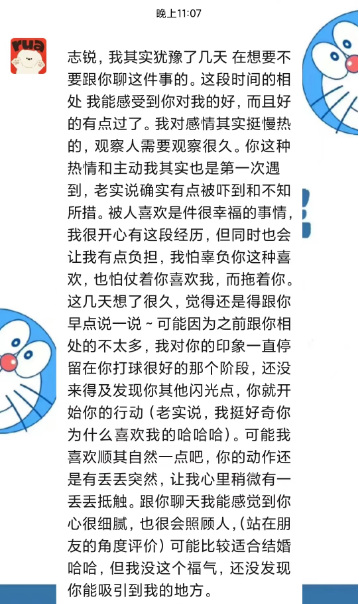 晚上11:07
rua
志锐，我其实犹豫了几天 在想要不
要跟你聊这件事的。这段时间的相
处 我能感受到你对我的好，而且好
的有点过了。我对感情其实挺慢热
的，观察人需要观察很久。你这种
热情和主动我其实也是第一次遇
到，老实说确实有点被吓到和不知
所措。被人喜欢是件很幸福的事情，
我很开心有这段经历，但同时也会
让我有点负担，我怕辜负你这种喜
欢，也怕仗着你喜欢我，而拖着你。
这几天想了很久，觉得还是得跟你
早点说一说～可能因为之前跟你相
处的不太多，我对你的印象一直停
留在你打球很好的那个阶段，还没
来得及发现你其他闪光点，你就开
始你的行动（老实说，我挺好奇你
为什么喜欢我的哈哈哈）。可能我
喜欢顺其自然一点吧，你的动作还
是有丢丢突然，让我心里稍微有一
丢丢抵触。跟你聊天我能感觉到你
心很细腻，也很会照顾人，（站在朋
友的角度评价）可能比较适合结婚
哈哈，但我没这个福气，还没发现
你能吸引到我的地方。